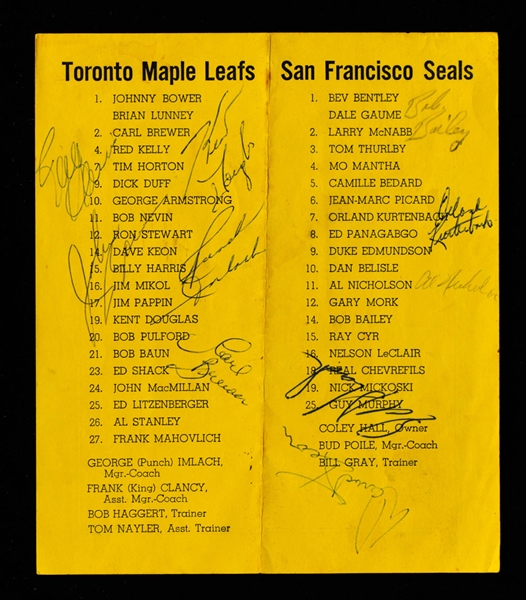 Toronto Maple Leafs
1. JOHNNY BOWER
BRIAN LUNNEY
2. CARL BREWER
4. RED KELLY
7. TIM HORTON
9. DICK DUFF
10. GEORGE ARMSTRONG
11. BOB NEVIN
12. RON STEWART
14. DAVE KEON
15. BILLY HARRIS
16. JIM MIKOL
17. JIM PAPPIN
19. KENT DOUGLAS
20. BOB PULFORD
21. BOB BAUN
23. ED SHACK
24. JOHN MacMILLAN
25. ED LITZENBERGER
26. AL STANLEY
27. FRANK MAHOVLICH
GEORGE (Punch) IMLACH,
Mgr.-Coach
FRANK (King) CLANCY,
Asst. Mgr.-Coach
BOB HAGGERT, Trainer
TOM NAYLER, Asst. Trainer
Carl
Brewer
San Francisco Seals
1. BEV BENTLEY
DALE GAUME
2. LARRY McNABB
3. TOM THURLBY
4. MO MANTHA
5. CAMILLE BEDARD
6. JEAN-MARC PICARD
7. ORLAND KURTENBACH
8. ED PANAGABGO
9. DUKE EDMUNDSON
10. DAN BELISLE
11. AL NICHOLSON
12. GARY MORK
14. BOB BAILEY
15. RAY CYR
16. NELSON LeCLAIR
18. REAL CHEVREFILS
19. NICK MICKOSKI
25. GUY MURPHY
COLEY HALL, Owner
BUD POILE, Mgr.-Coach
BILL GRAY, Trainer
Bob
Bailey
Orland
Kurtenbach
Al Nicholson